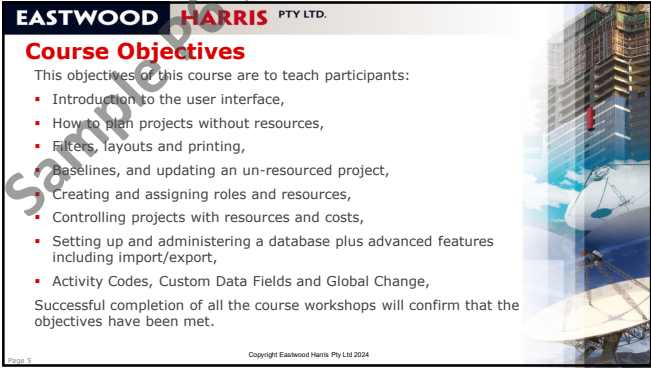 EASTWOOD HARRIS PTY LTD.
Course Objectives
This objectives of this course are to teach participants:
▪ Introduction to the user interface,
▪ How to plan projects without resources,
▪ Filters, layouts and printing,
▪ Baselines, and updating an un-resourced project,
▪ Creating and assigning roles and resources,
▪ Controlling projects with resources and costs,
▪ Setting up and administering a database plus advanced features
including import/export,
▪ Activity Codes, Custom Data Fields and Global Change,
Successful completion of all the course workshops will confirm that the
objectives have been met.
Page 5
Copyright Eastwood Harris Pty Ltd 2024
Sample